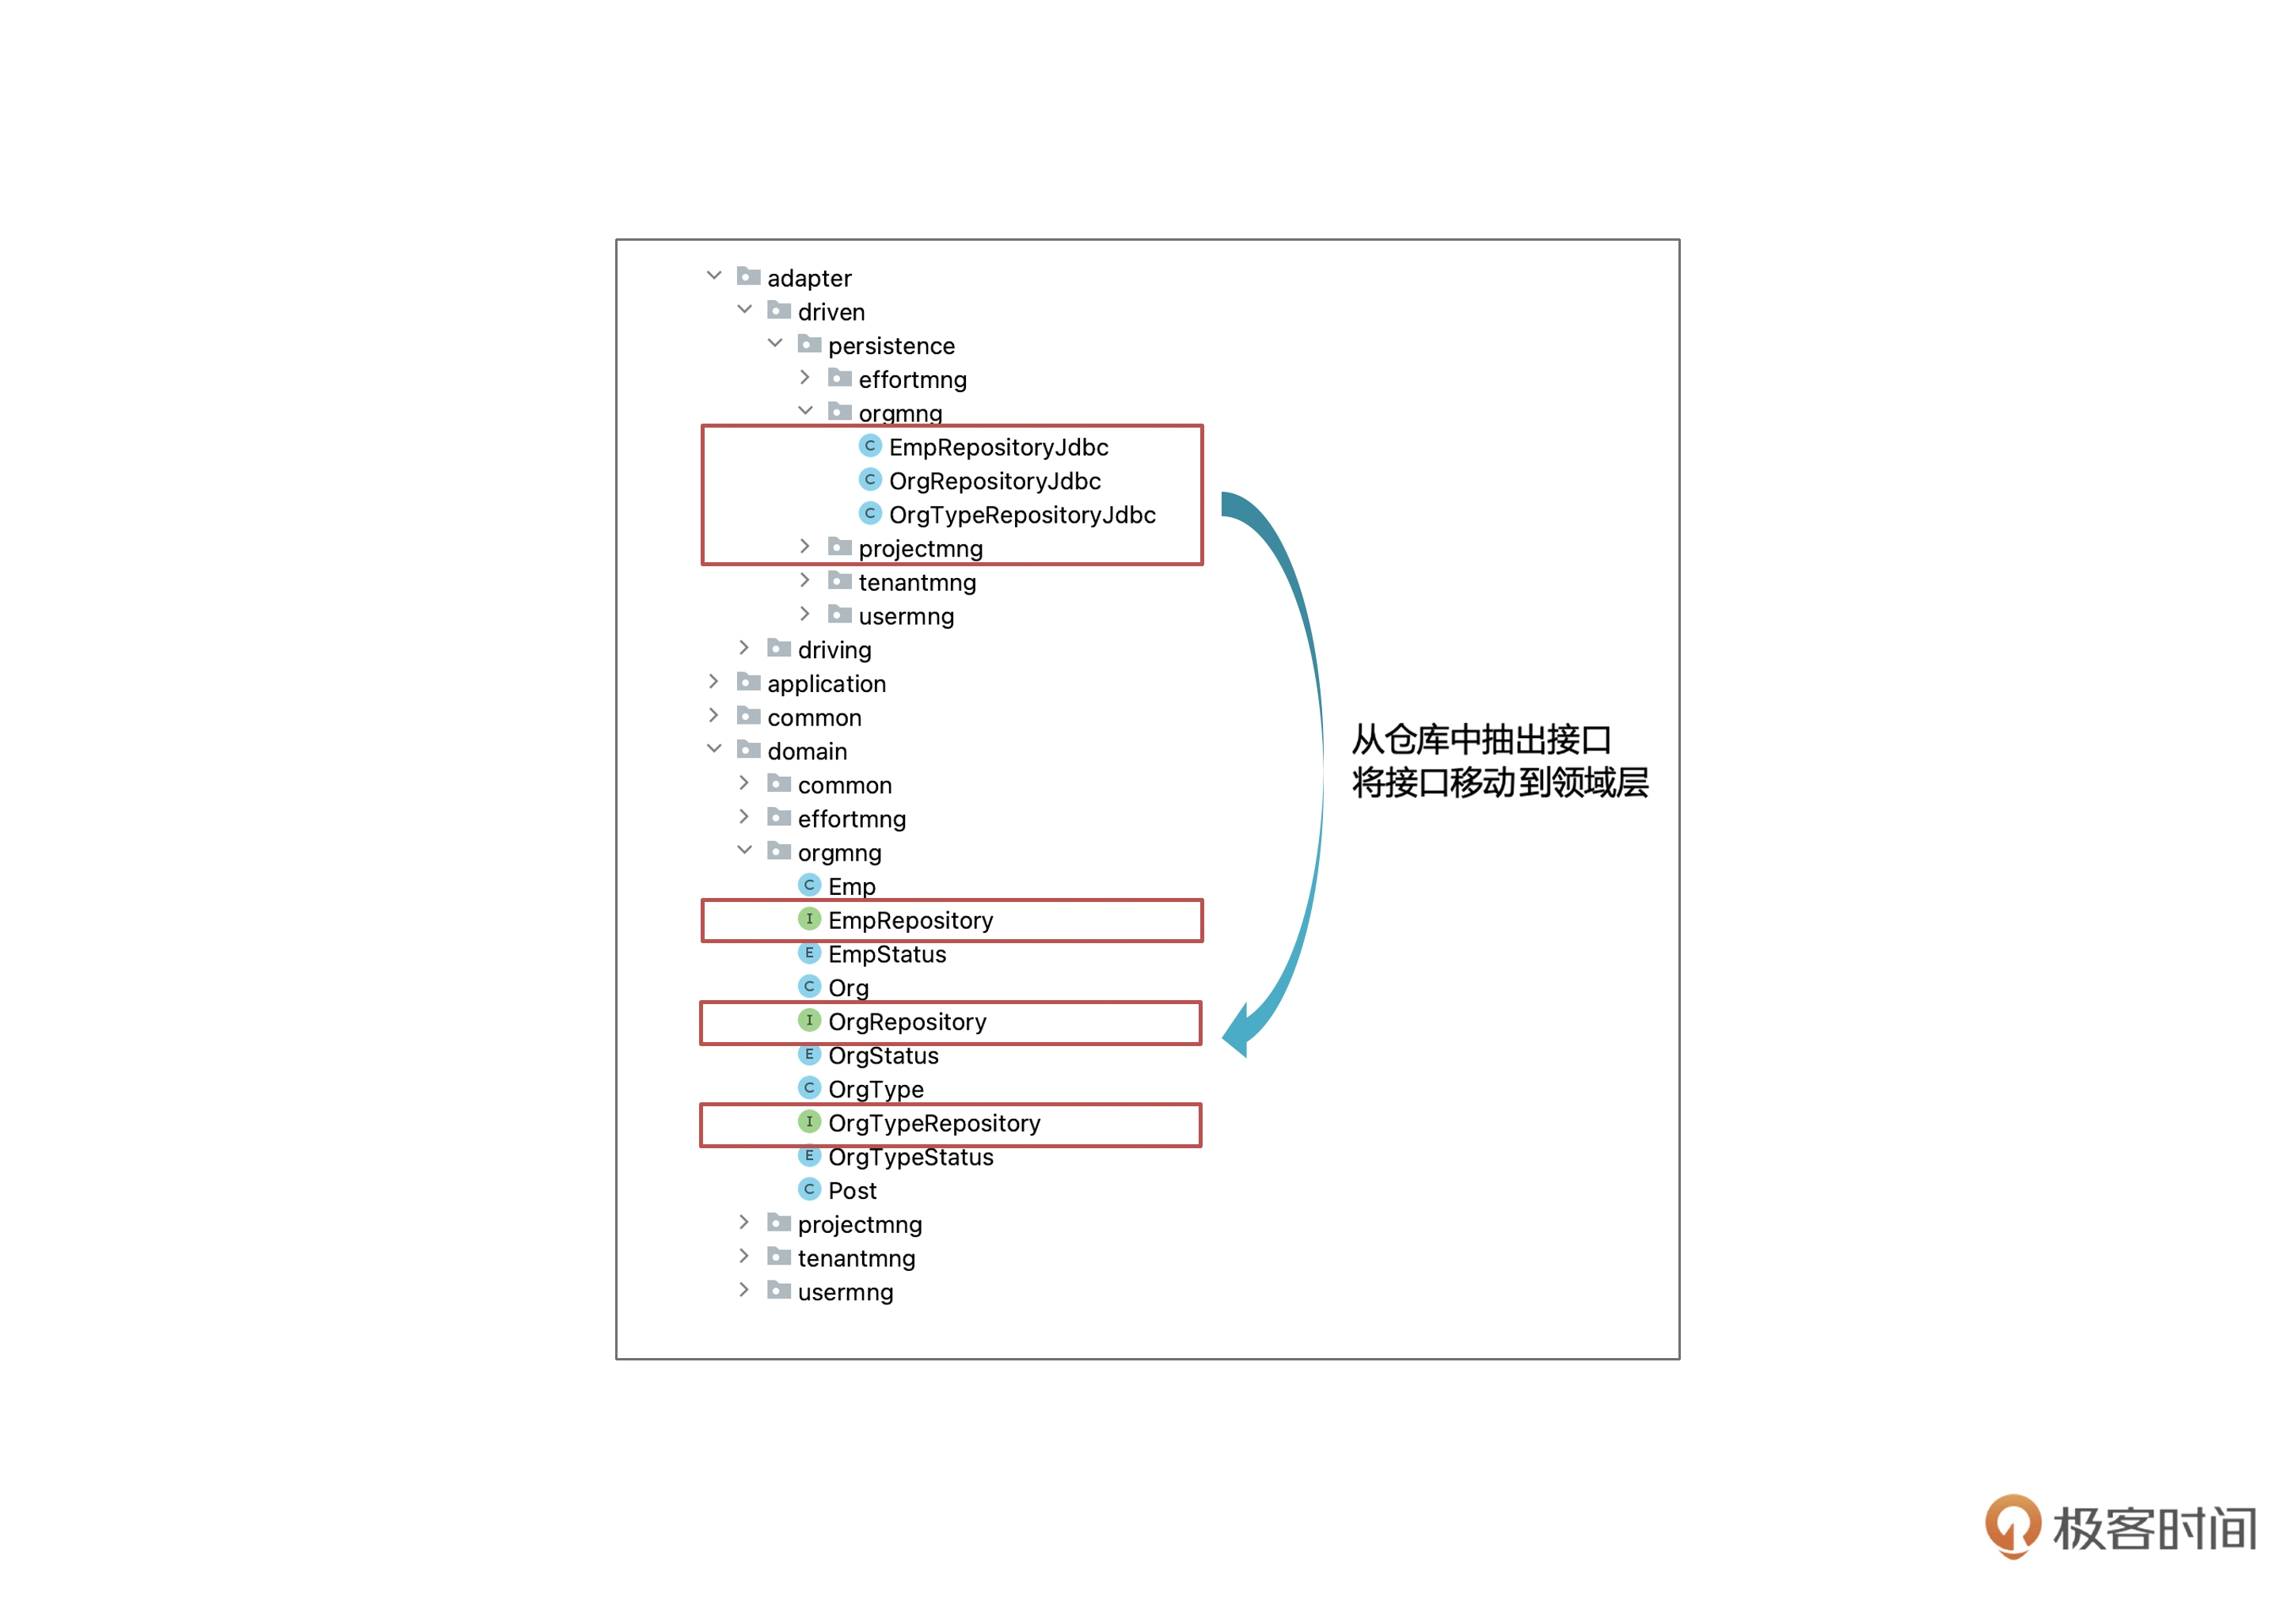 adapter
driven
persistence
effortmng
orgmng
C EmpRepositoryJdbc
C OrgRepositoryJdbc
C OrgTypeRepositoryJdbc
projectmng
tenantmng
usermng
driving
application
common
从仓库中抽出接口
将接口移动到领域层
domain
common
effortmng
orgmng
C Emp
I EmpRepository
E EmpStatus
C Org
I OrgRepository
E OrgStatus
C OrgType
I OrgTypeRepository
E OrgTypeStatus
C Post
projectmng
tenantmng
usermng
极客时间